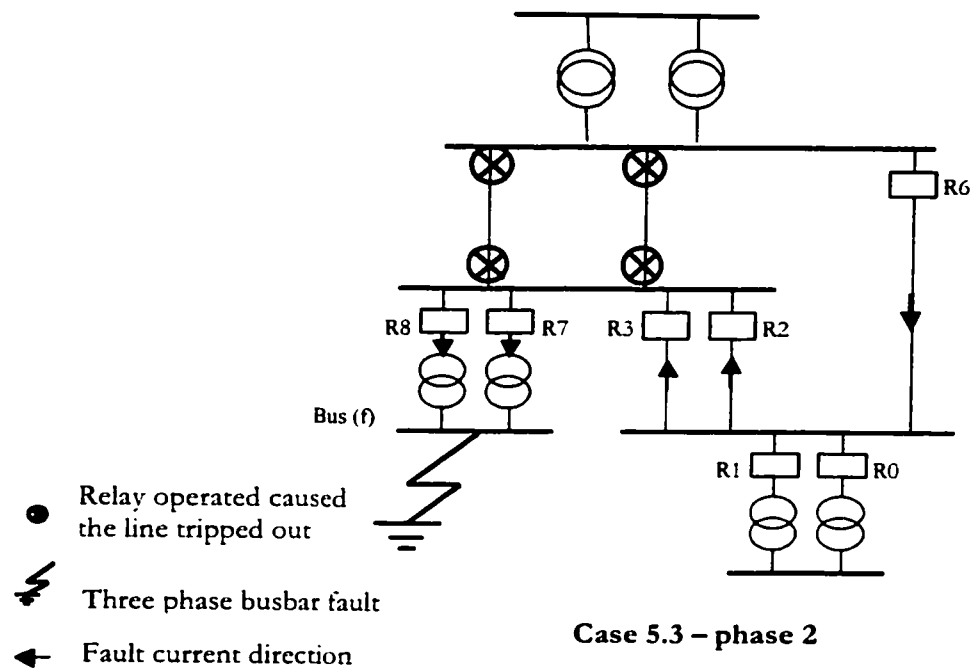 R6
R8
R7
R3
R2
Bus (f)
R1
R0
Relay operated caused
the line tripped out
Three phase busbar fault
Fault current direction
Case 5.3 – phase 2